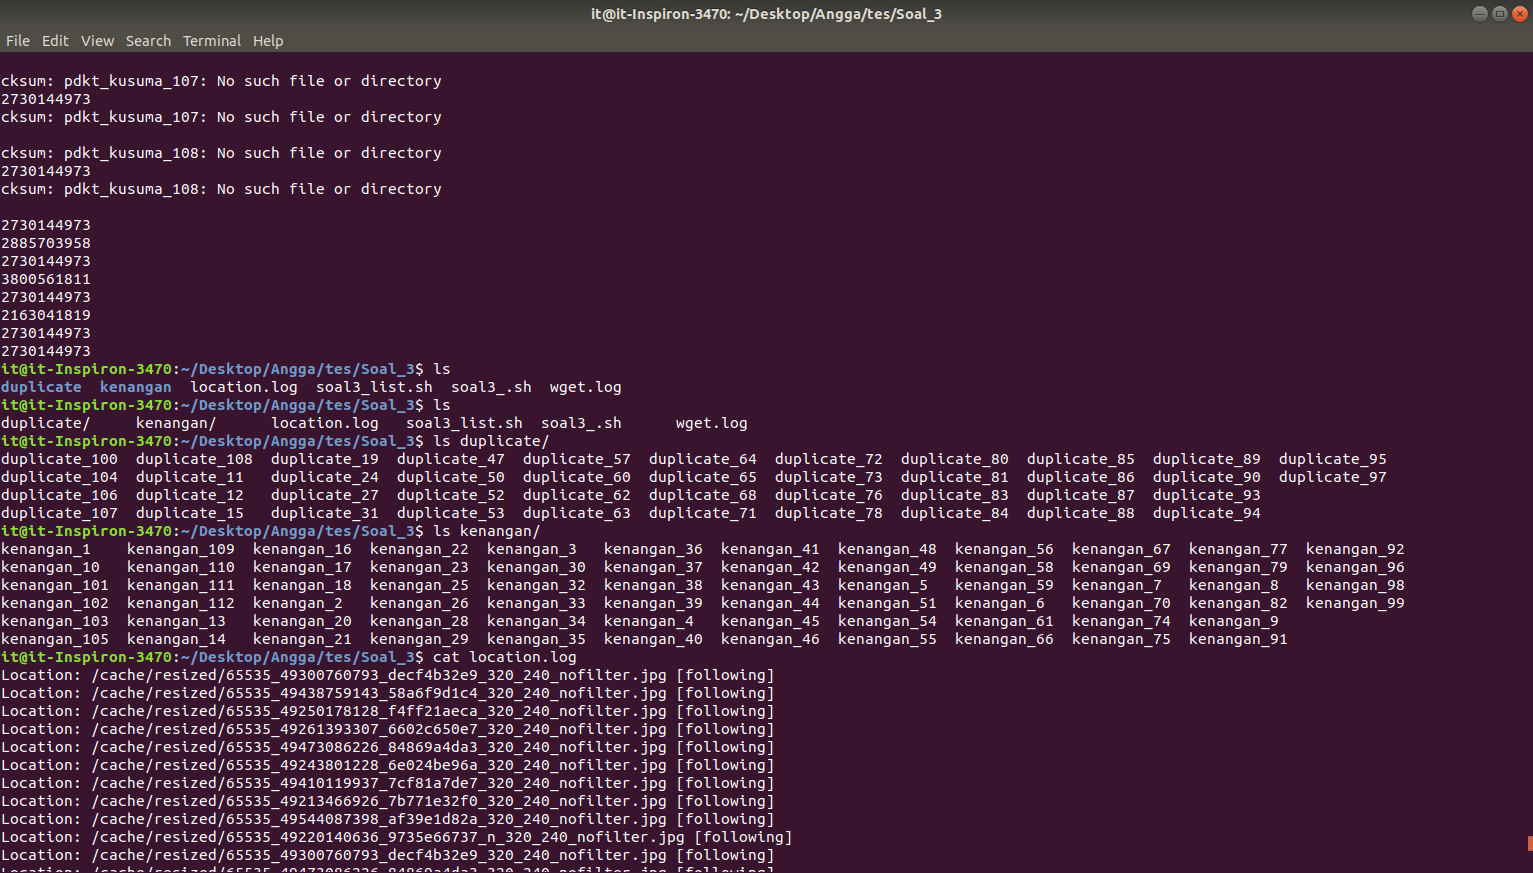 it@it-Inspiron-3470: ~/Desktop/Angga/tes/Soal_3
File Edit View Search Terminal Help
cksum: pdkt_kusuma_107: No such file or directory
2730144973
cksum: pdkt_kusuma_107: No such file or directory
cksum: pdkt_kusuma_108: No such file or directory
2730144973
cksum: pdkt_kusuma_108: No such file or directory
2730144973
2885703958
2730144973
3800561811
2730144973
2163041819
2730144973
2730144973
it@it-Inspiron-3470:~/Desktop/Angga/tes/Soal_3$ ls
duplicate kenangan location.log soal3_list.sh soal3_.sh wget.log
it@it-Inspiron-3470:~/Desktop/Angga/tes/Soal_3$ ls
duplicate/ kenangan/ location.log soal3_list.sh soal3_.sh wget.log
it@it-Inspiron-3470:~/Desktop/Angga/tes/Soal_3$ ls duplicate/
duplicate_100 duplicate_108 duplicate_19 duplicate_47 duplicate_57 duplicate_64 duplicate_72 duplicate_80 duplicate_85 duplicate_89 duplicate_95
duplicate_104 duplicate_11 duplicate_24 duplicate_50 duplicate_60 duplicate_65 duplicate_73 duplicate_81 duplicate_86 duplicate_90 duplicate_97
duplicate_106 duplicate_12 duplicate_27 duplicate_52 duplicate_62 duplicate_68 duplicate_76 duplicate_83 duplicate_87 duplicate_93
duplicate_107 duplicate_15 duplicate_31 duplicate_53 duplicate_63 duplicate_71 duplicate_78 duplicate_84 duplicate_88 duplicate_94
it@it-Inspiron-3470:~/Desktop/Angga/tes/Soal_3$ ls kenangan/
kenangan_1 kenangan_109 kenangan_16 kenangan_22 kenangan_3 kenangan_36 kenangan_41 kenangan_48 kenangan_56 kenangan_67 kenangan_77 kenangan_92
kenangan_10 kenangan_110 kenangan_17 kenangan_23 kenangan_30 kenangan_37 kenangan_42 kenangan_49 kenangan_58 kenangan_69 kenangan_79 kenangan_96
kenangan_101 kenangan_111 kenangan_18 kenangan_25 kenangan_32 kenangan_38 kenangan_43 kenangan_5 kenangan_59 kenangan_7 kenangan_8 kenangan_98
kenangan_102 kenangan_112 kenangan_2 kenangan_26 kenangan_33 kenangan_39 kenangan_44 kenangan_51 kenangan_6 kenangan_70 kenangan_82 kenangan_99
kenangan_103 kenangan_13 kenangan_20 kenangan_28 kenangan_34 kenangan_4 kenangan_45 kenangan_54 kenangan_61 kenangan_74 kenangan_9
kenangan_105 kenangan_14 kenangan_21 kenangan_29 kenangan_35 kenangan_40 kenangan_46 kenangan_55 kenangan_66 kenangan_75 kenangan_91
it@it-Inspiron-3470:~/Desktop/Angga/tes/Soal_3$ cat location.log
Location: /cache/resized/65535_49300760793_decf4b32e9_320_240_nofilter.jpg [following]
Location: /cache/resized/65535_49438759143_58a6f9d1c4_320_240_nofilter.jpg [following]
Location: /cache/resized/65535_49250178128_f4ff21aeca_320_240_nofilter.jpg [following]
Location: /cache/resized/65535_49261393307_6602c650e7_320_240_nofilter.jpg [following]
Location: /cache/resized/65535_49473086226_84869a4da3_320_240_nofilter.jpg [following]
Location: /cache/resized/65535_49243801228_6e024be96a_320_240_nofilter.jpg [following]
Location: /cache/resized/65535_49410119937_7cf81a7de7_320_240_nofilter.jpg [following]
Location: /cache/resized/65535_49213466926_7b771e32f0_320_240_nofilter.jpg [following]
Location: /cache/resized/65535_49544087398_af39e1d82a_320_240_nofilter.jpg [following]
Location: /cache/resized/65535_49220140636_9735e66737_n_320_240_nofilter.jpg [following]
Location: /cache/resized/65535_49300760793_decf4b32e9_320_240_nofilter.jpg [following]
Location: /cache/resized/65535_49473086226_84869a4da3_320_240_nofilter.jpg [following]